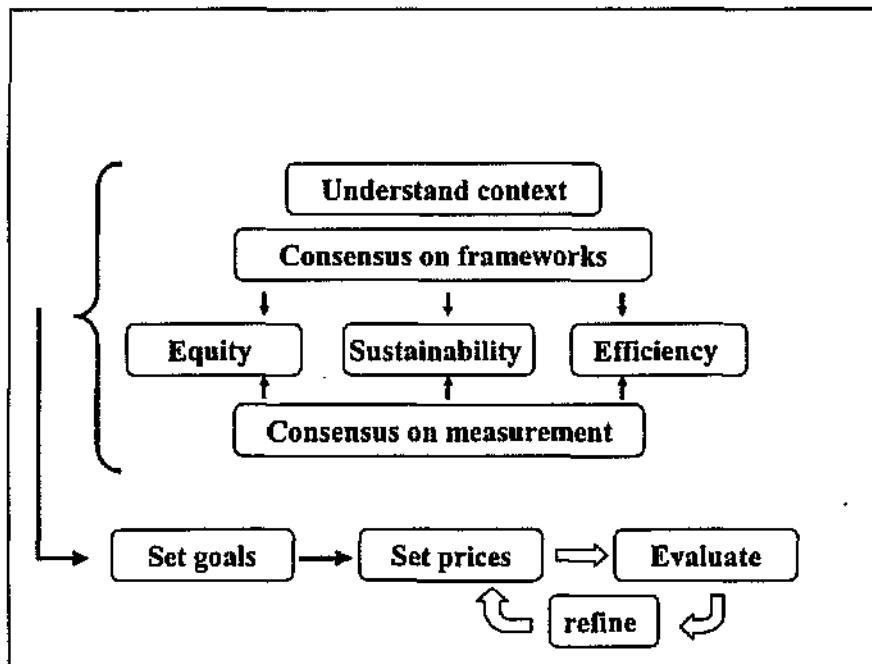 Understand context
Consensus on frameworks
Equity
Sustainability
Efficiency
Consensus on measurement
Set goals
Set prices
Evaluate
refine